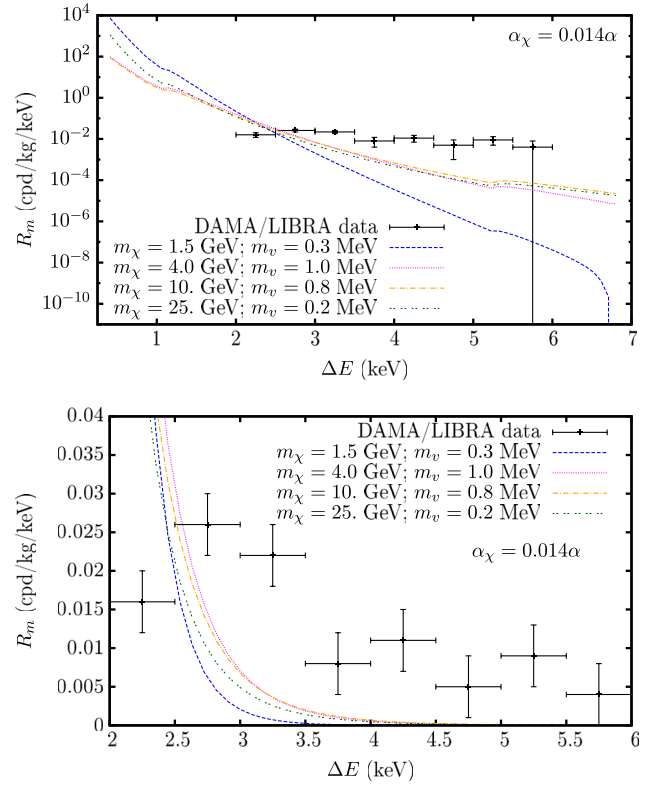 10⁴
10²
10⁰
10⁻²
10⁻⁴
10⁻⁶
10⁻⁸
10⁻¹⁰
R_m (cpd/kg/keV)
α_χ = 0.014α
DAMA/LIBRA data
m_χ = 1.5 GeV; m_v = 0.3 MeV
m_χ = 4.0 GeV; m_v = 1.0 MeV
m_χ = 10. GeV; m_v = 0.8 MeV
m_χ = 25. GeV; m_v = 0.2 MeV
1 2 3 4 5 6 7
ΔE (keV)
0.04
0.035
0.03
0.025
0.02
0.015
0.01
0.005
0
R_m (cpd/kg/keV)
DAMA/LIBRA data
m_χ = 1.5 GeV; m_v = 0.3 MeV
m_χ = 4.0 GeV; m_v = 1.0 MeV
m_χ = 10. GeV; m_v = 0.8 MeV
m_χ = 25. GeV; m_v = 0.2 MeV
α_χ = 0.014α
2 2.5 3 3.5 4 4.5 5 5.5 6
ΔE (keV)